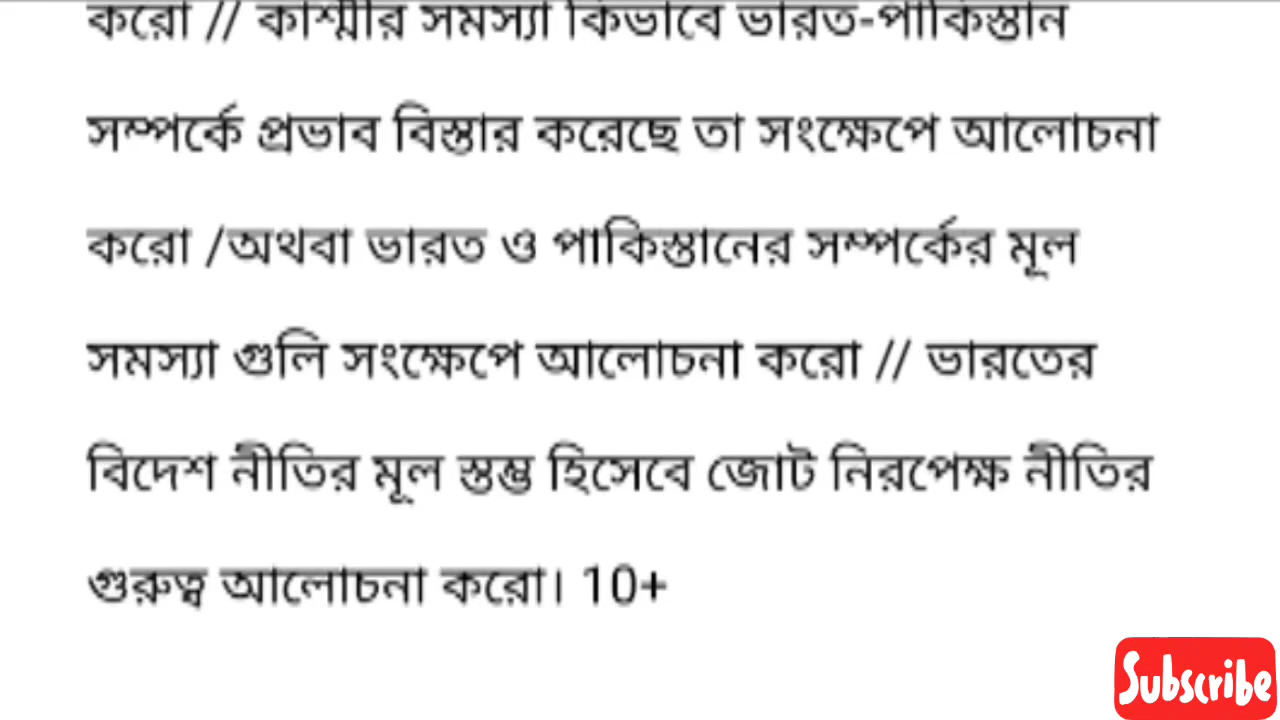 করো // কাশ্মীর সমস্যা কিভাবে ভারত-পাকিস্তান
সম্পর্কে প্রভাব বিস্তার করেছে তা সংক্ষেপে আলোচনা
করো /অথবা ভারত ও পাকিস্তানের সম্পর্কের মূল
সমস্যা গুলি সংক্ষেপে আলোচনা করো // ভারতের
বিদেশ নীতির মূল স্তম্ভ হিসেবে জোট নিরপেক্ষ নীতির
গুরুত্ব আলোচনা করো। 10+
Subscribe